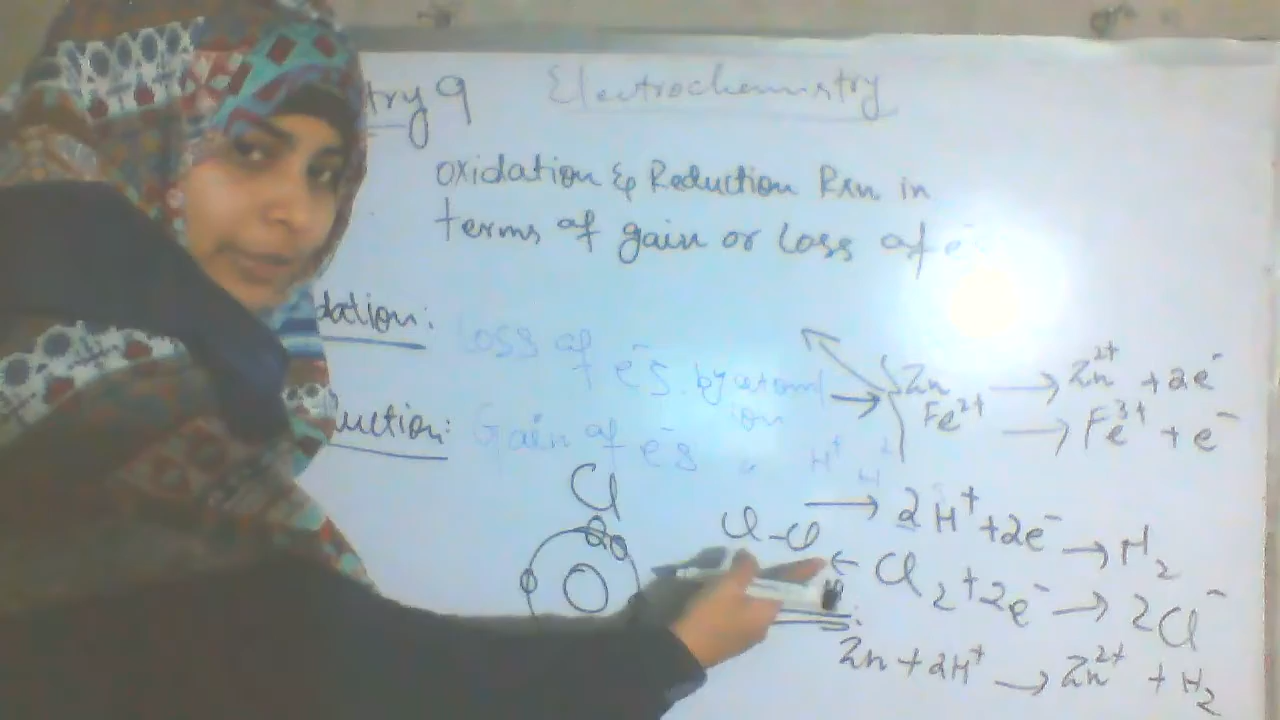 try 9 Electrochemistry
oxidation & Reduction Rxn in
terms of gain or loss of e⁻
dation: Loss of e⁻s by atom/
ion
uction: Gain of e⁻s " H⁺ H
Zn → Zn²⁺ + 2e⁻
Fe²⁺ → Fe³⁺ + e⁻
Cl
→ 2H⁺ + 2e⁻ → H₂
Cl-Cl ← Cl₂ + 2e⁻ → 2Cl⁻
Zn + 2H⁺ → Zn²⁺ + H₂